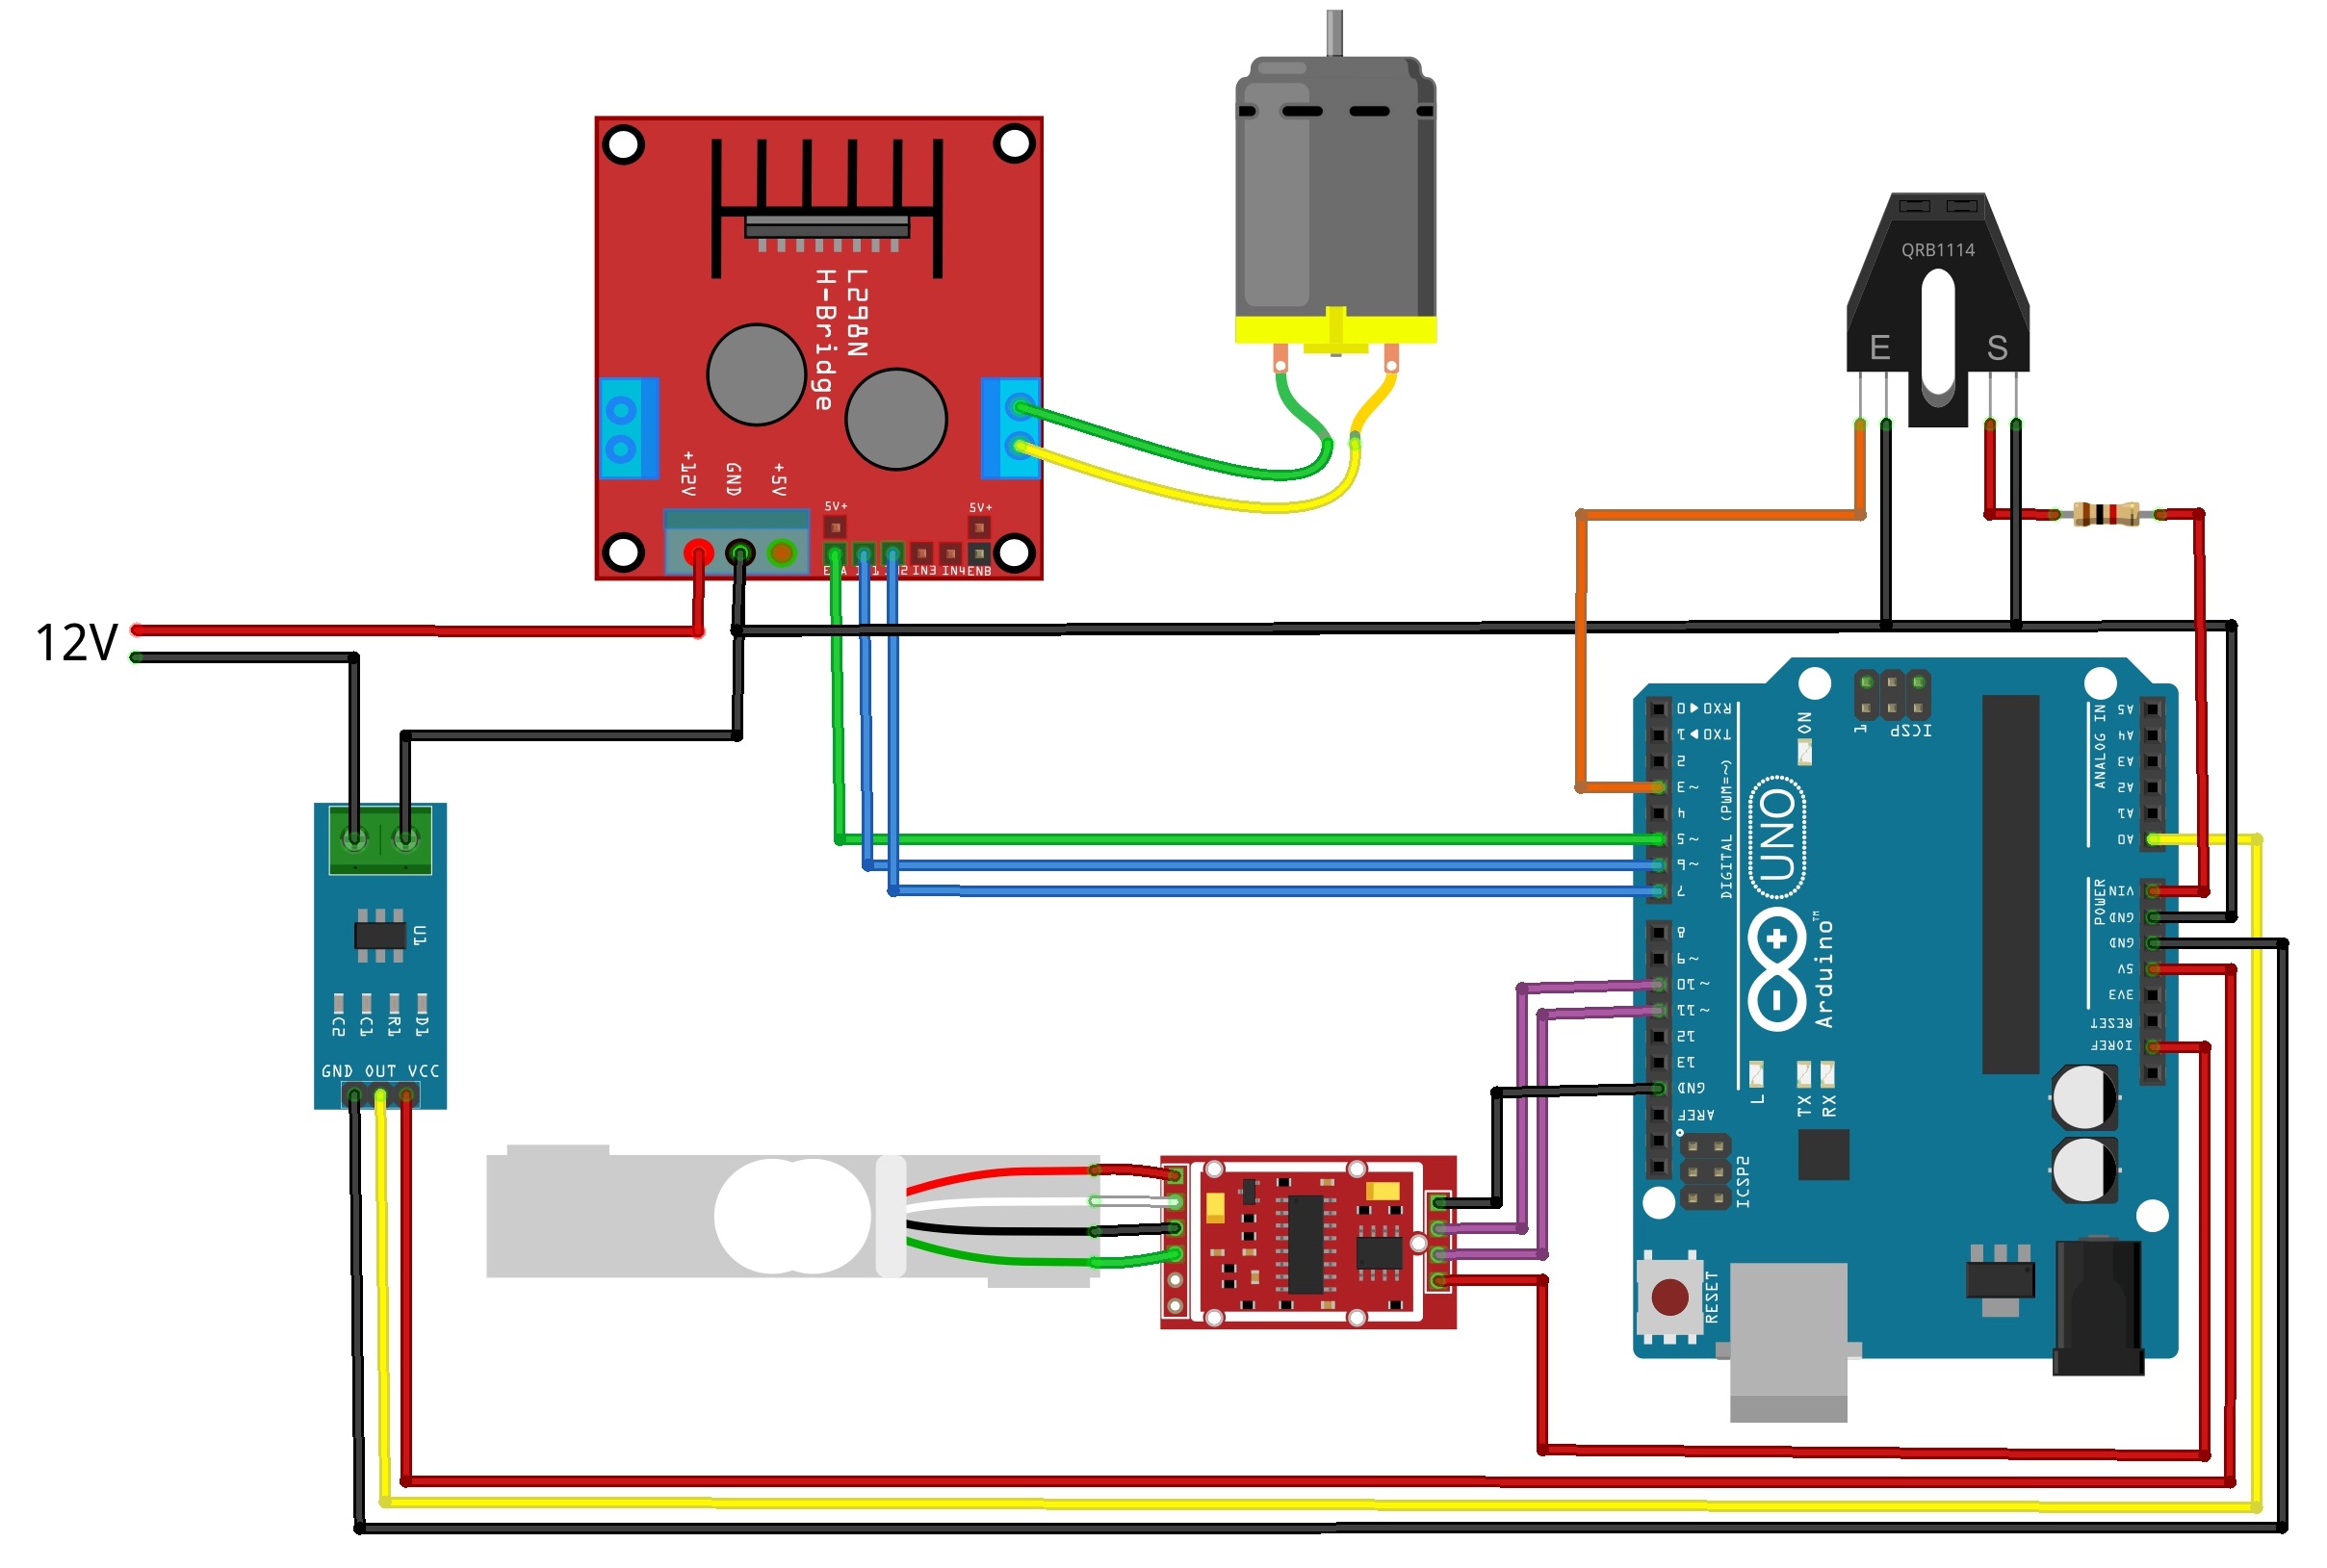 L298N
H-Bridge
+12V
GND
+5V
5V+
5V+
IN3
IN4
ENB
QRB1114
E
S
12V
RX0
0
TX0
1
2
3~
4
5~
6~
7
8
9~
10~
11~
12
13
GND
AREF
DIGITAL (PWM=~)
ON
1
ICSP
UNO
Arduino™
L
TX
RX
ICSP2
RESET
ANALOG IN
A5
A4
A3
A2
A1
A0
POWER
VIN
GND
GND
5V
3V3
RESET
IOREF
U1
C2
C1
R1
D1
GND OUT VCC